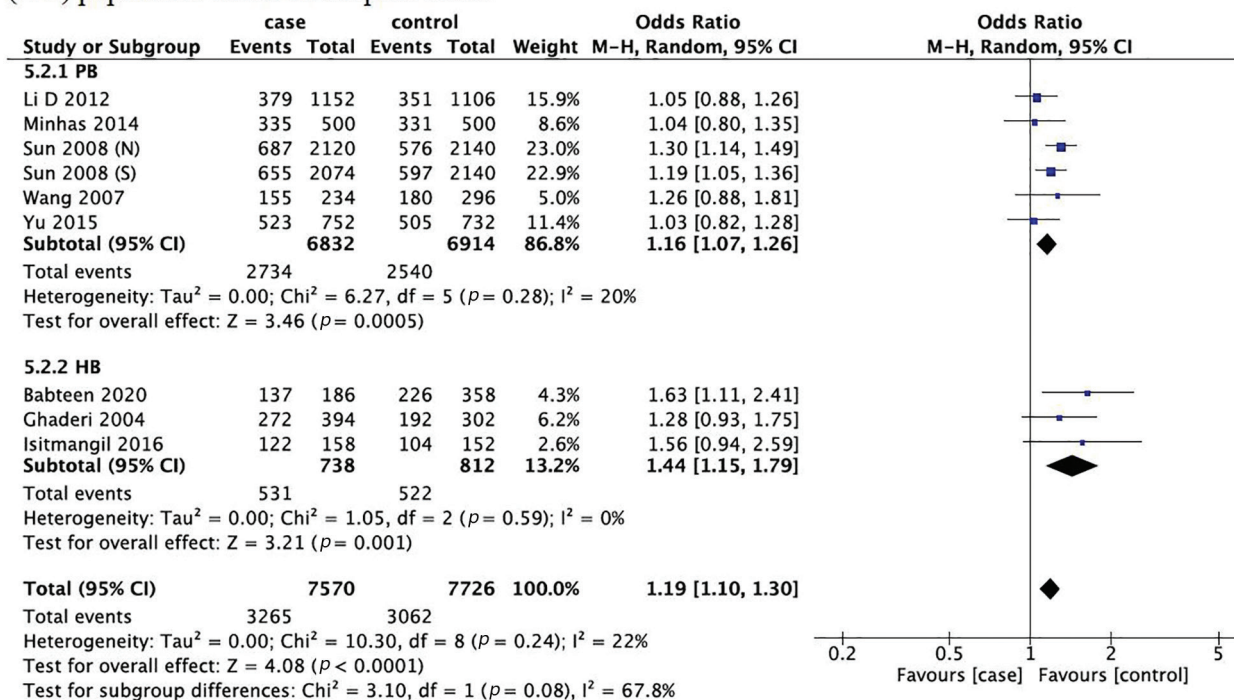 case control Odds Ratio Odds Ratio
Study or Subgroup Events Total Events Total Weight M-H, Random, 95% CI M-H, Random, 95% CI
5.2.1 PB
Li D 2012 379 1152 351 1106 15.9% 1.05 [0.88, 1.26]
Minhas 2014 335 500 331 500 8.6% 1.04 [0.80, 1.35]
Sun 2008 (N) 687 2120 576 2140 23.0% 1.30 [1.14, 1.49]
Sun 2008 (S) 655 2074 597 2140 22.9% 1.19 [1.05, 1.36]
Wang 2007 155 234 180 296 5.0% 1.26 [0.88, 1.81]
Yu 2015 523 752 505 732 11.4% 1.03 [0.82, 1.28]
Subtotal (95% CI) 6832 6914 86.8% 1.16 [1.07, 1.26]
Total events 2734 2540
Heterogeneity: Tau² = 0.00; Chi² = 6.27, df = 5 (p = 0.28); I² = 20%
Test for overall effect: Z = 3.46 (p = 0.0005)
5.2.2 HB
Babteen 2020 137 186 226 358 4.3% 1.63 [1.11, 2.41]
Ghaderi 2004 272 394 192 302 6.2% 1.28 [0.93, 1.75]
Isitmangil 2016 122 158 104 152 2.6% 1.56 [0.94, 2.59]
Subtotal (95% CI) 738 812 13.2% 1.44 [1.15, 1.79]
Total events 531 522
Heterogeneity: Tau² = 0.00; Chi² = 1.05, df = 2 (p = 0.59); I² = 0%
Test for overall effect: Z = 3.21 (p = 0.001)
Total (95% CI) 7570 7726 100.0% 1.19 [1.10, 1.30]
Total events 3265 3062
Heterogeneity: Tau² = 0.00; Chi² = 10.30, df = 8 (p = 0.24); I² = 22%
Test for overall effect: Z = 4.08 (p < 0.0001)
Test for subgroup differences: Chi² = 3.10, df = 1 (p = 0.08), I² = 67.8%
0.2 0.5 1 2 5
Favours [case] Favours [control]